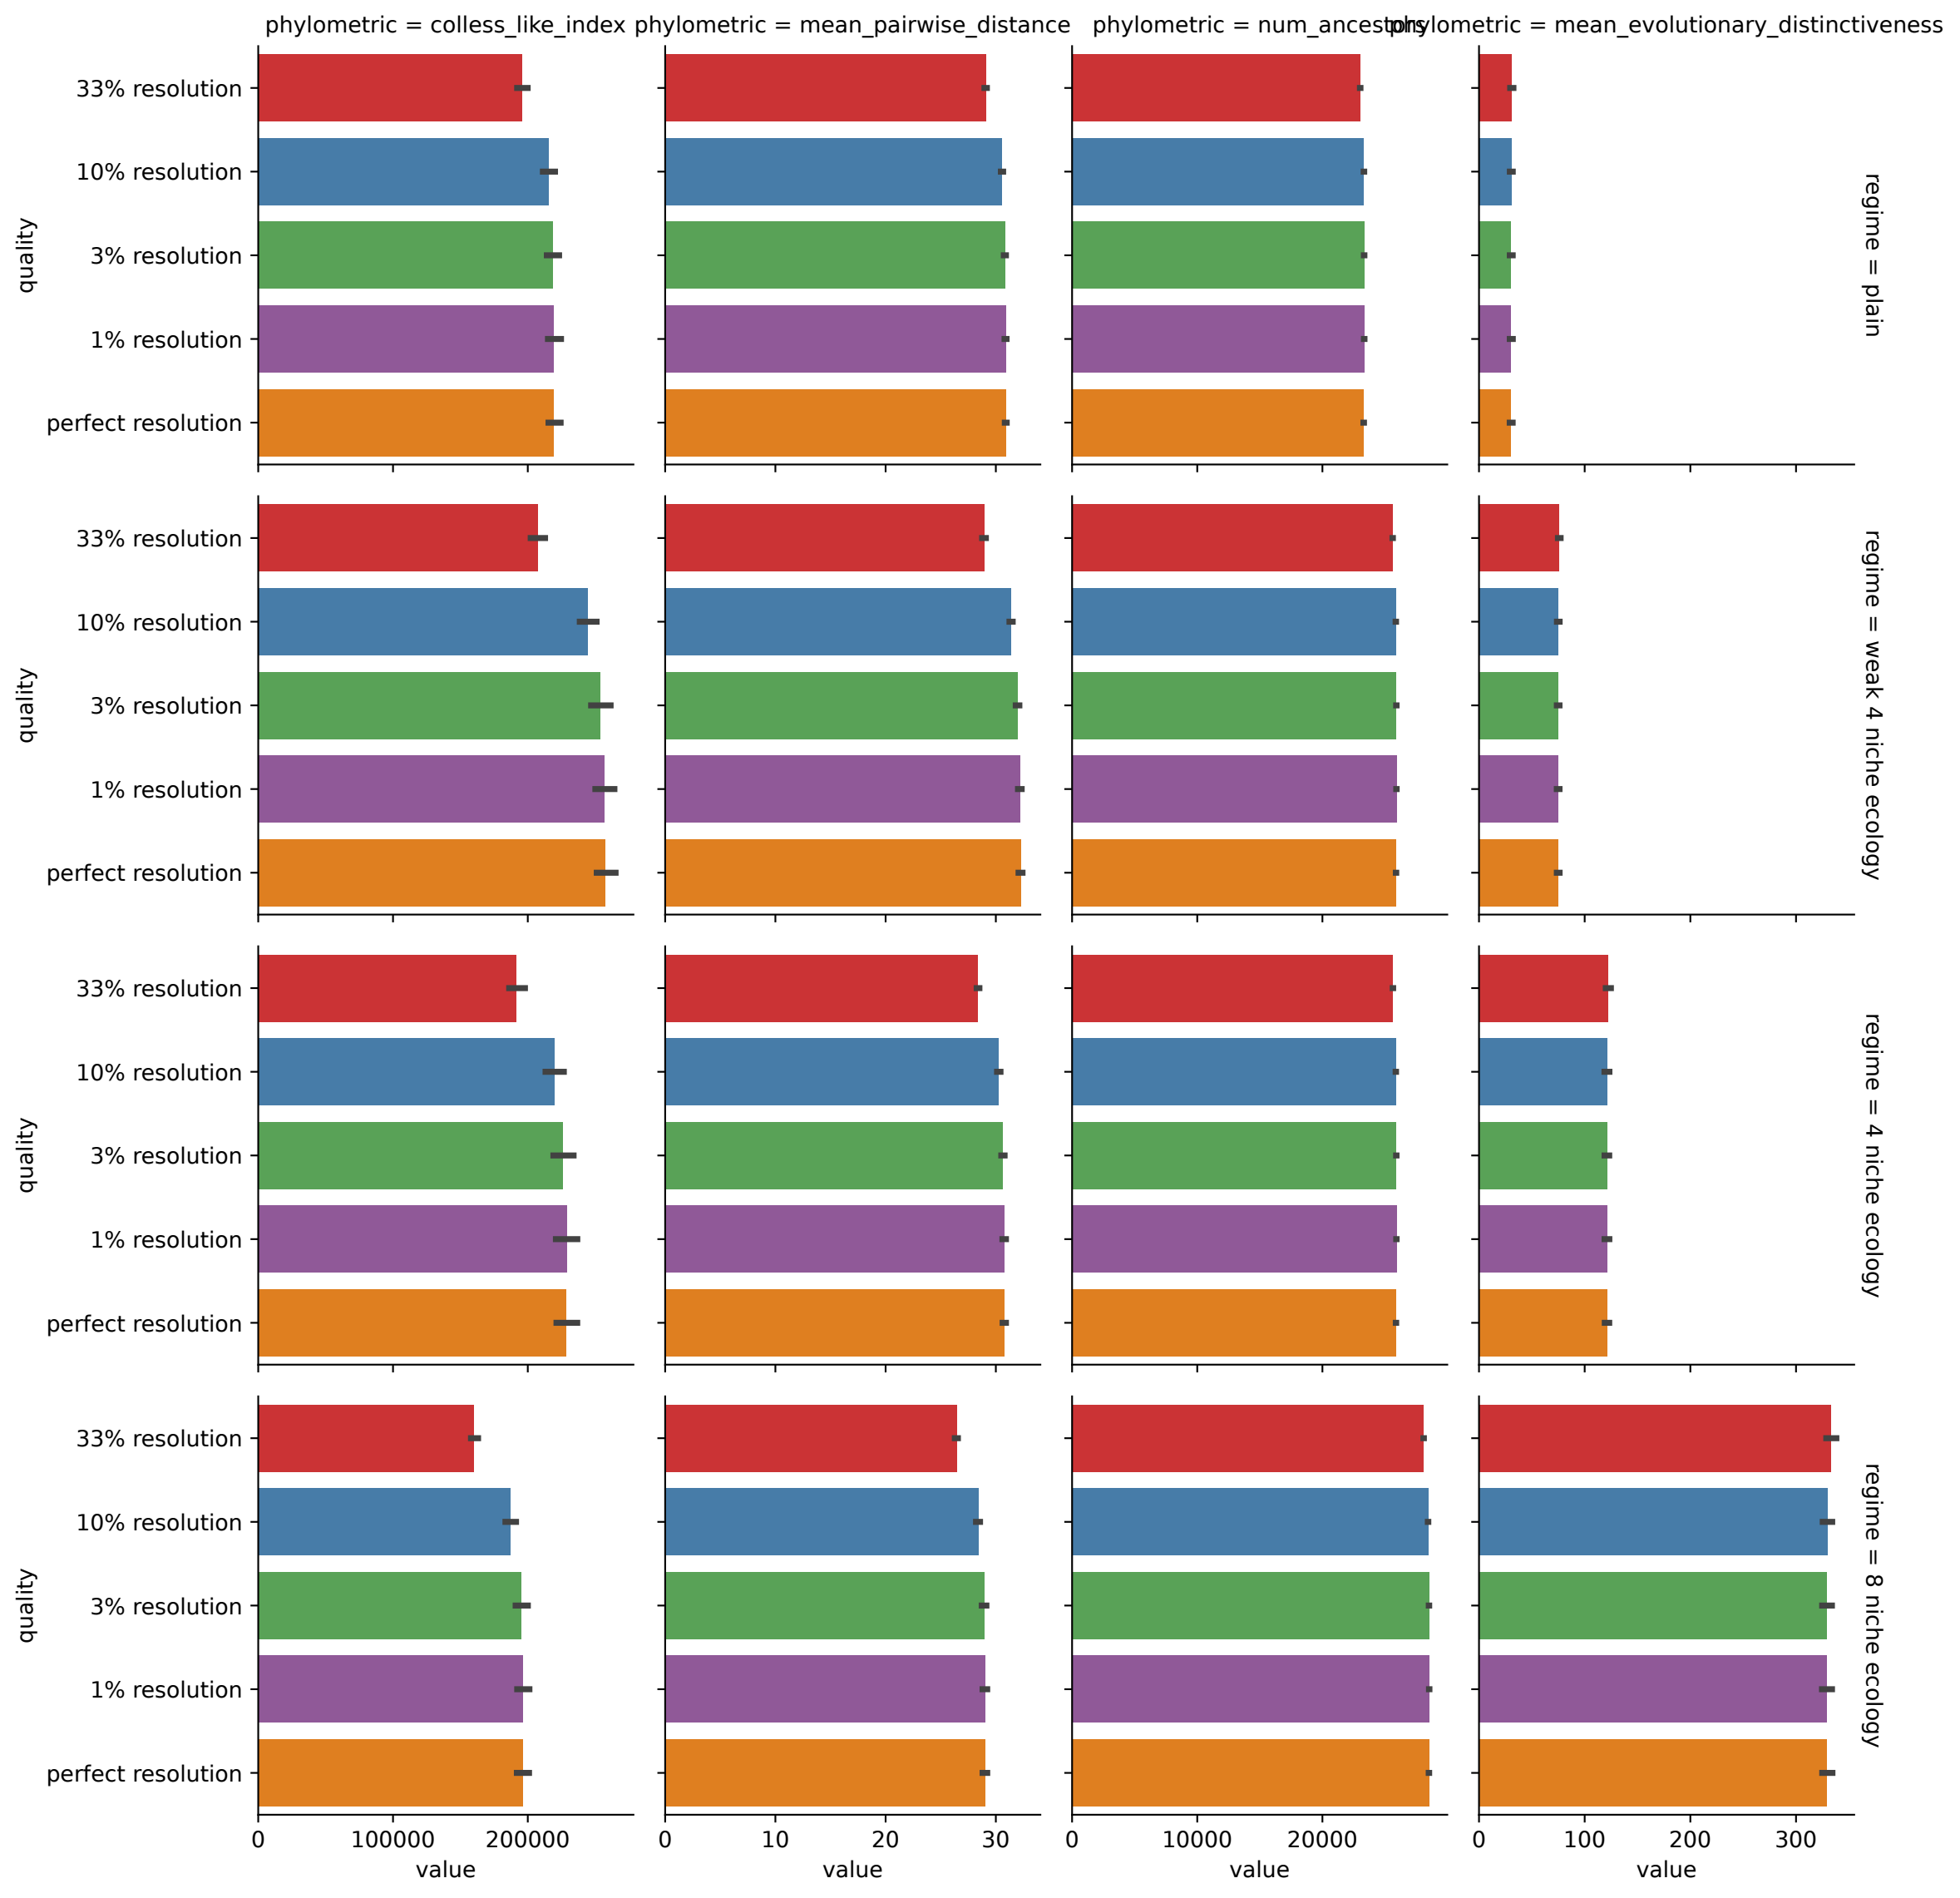 phylometric = colless_like_index
phylometric = mean_pairwise_distance
phylometric = num_ancestors
phylometric = mean_evolutionary_distinctiveness
quality
33% resolution
10% resolution
3% resolution
1% resolution
perfect resolution
regime = plain
quality
33% resolution
10% resolution
3% resolution
1% resolution
perfect resolution
regime = weak 4 niche ecology
quality
33% resolution
10% resolution
3% resolution
1% resolution
perfect resolution
regime = 4 niche ecology
quality
33% resolution
10% resolution
3% resolution
1% resolution
perfect resolution
regime = 8 niche ecology
0 100000 200000
0 10 20 30
0 10000 20000
0 100 200 300
value
value
value
value